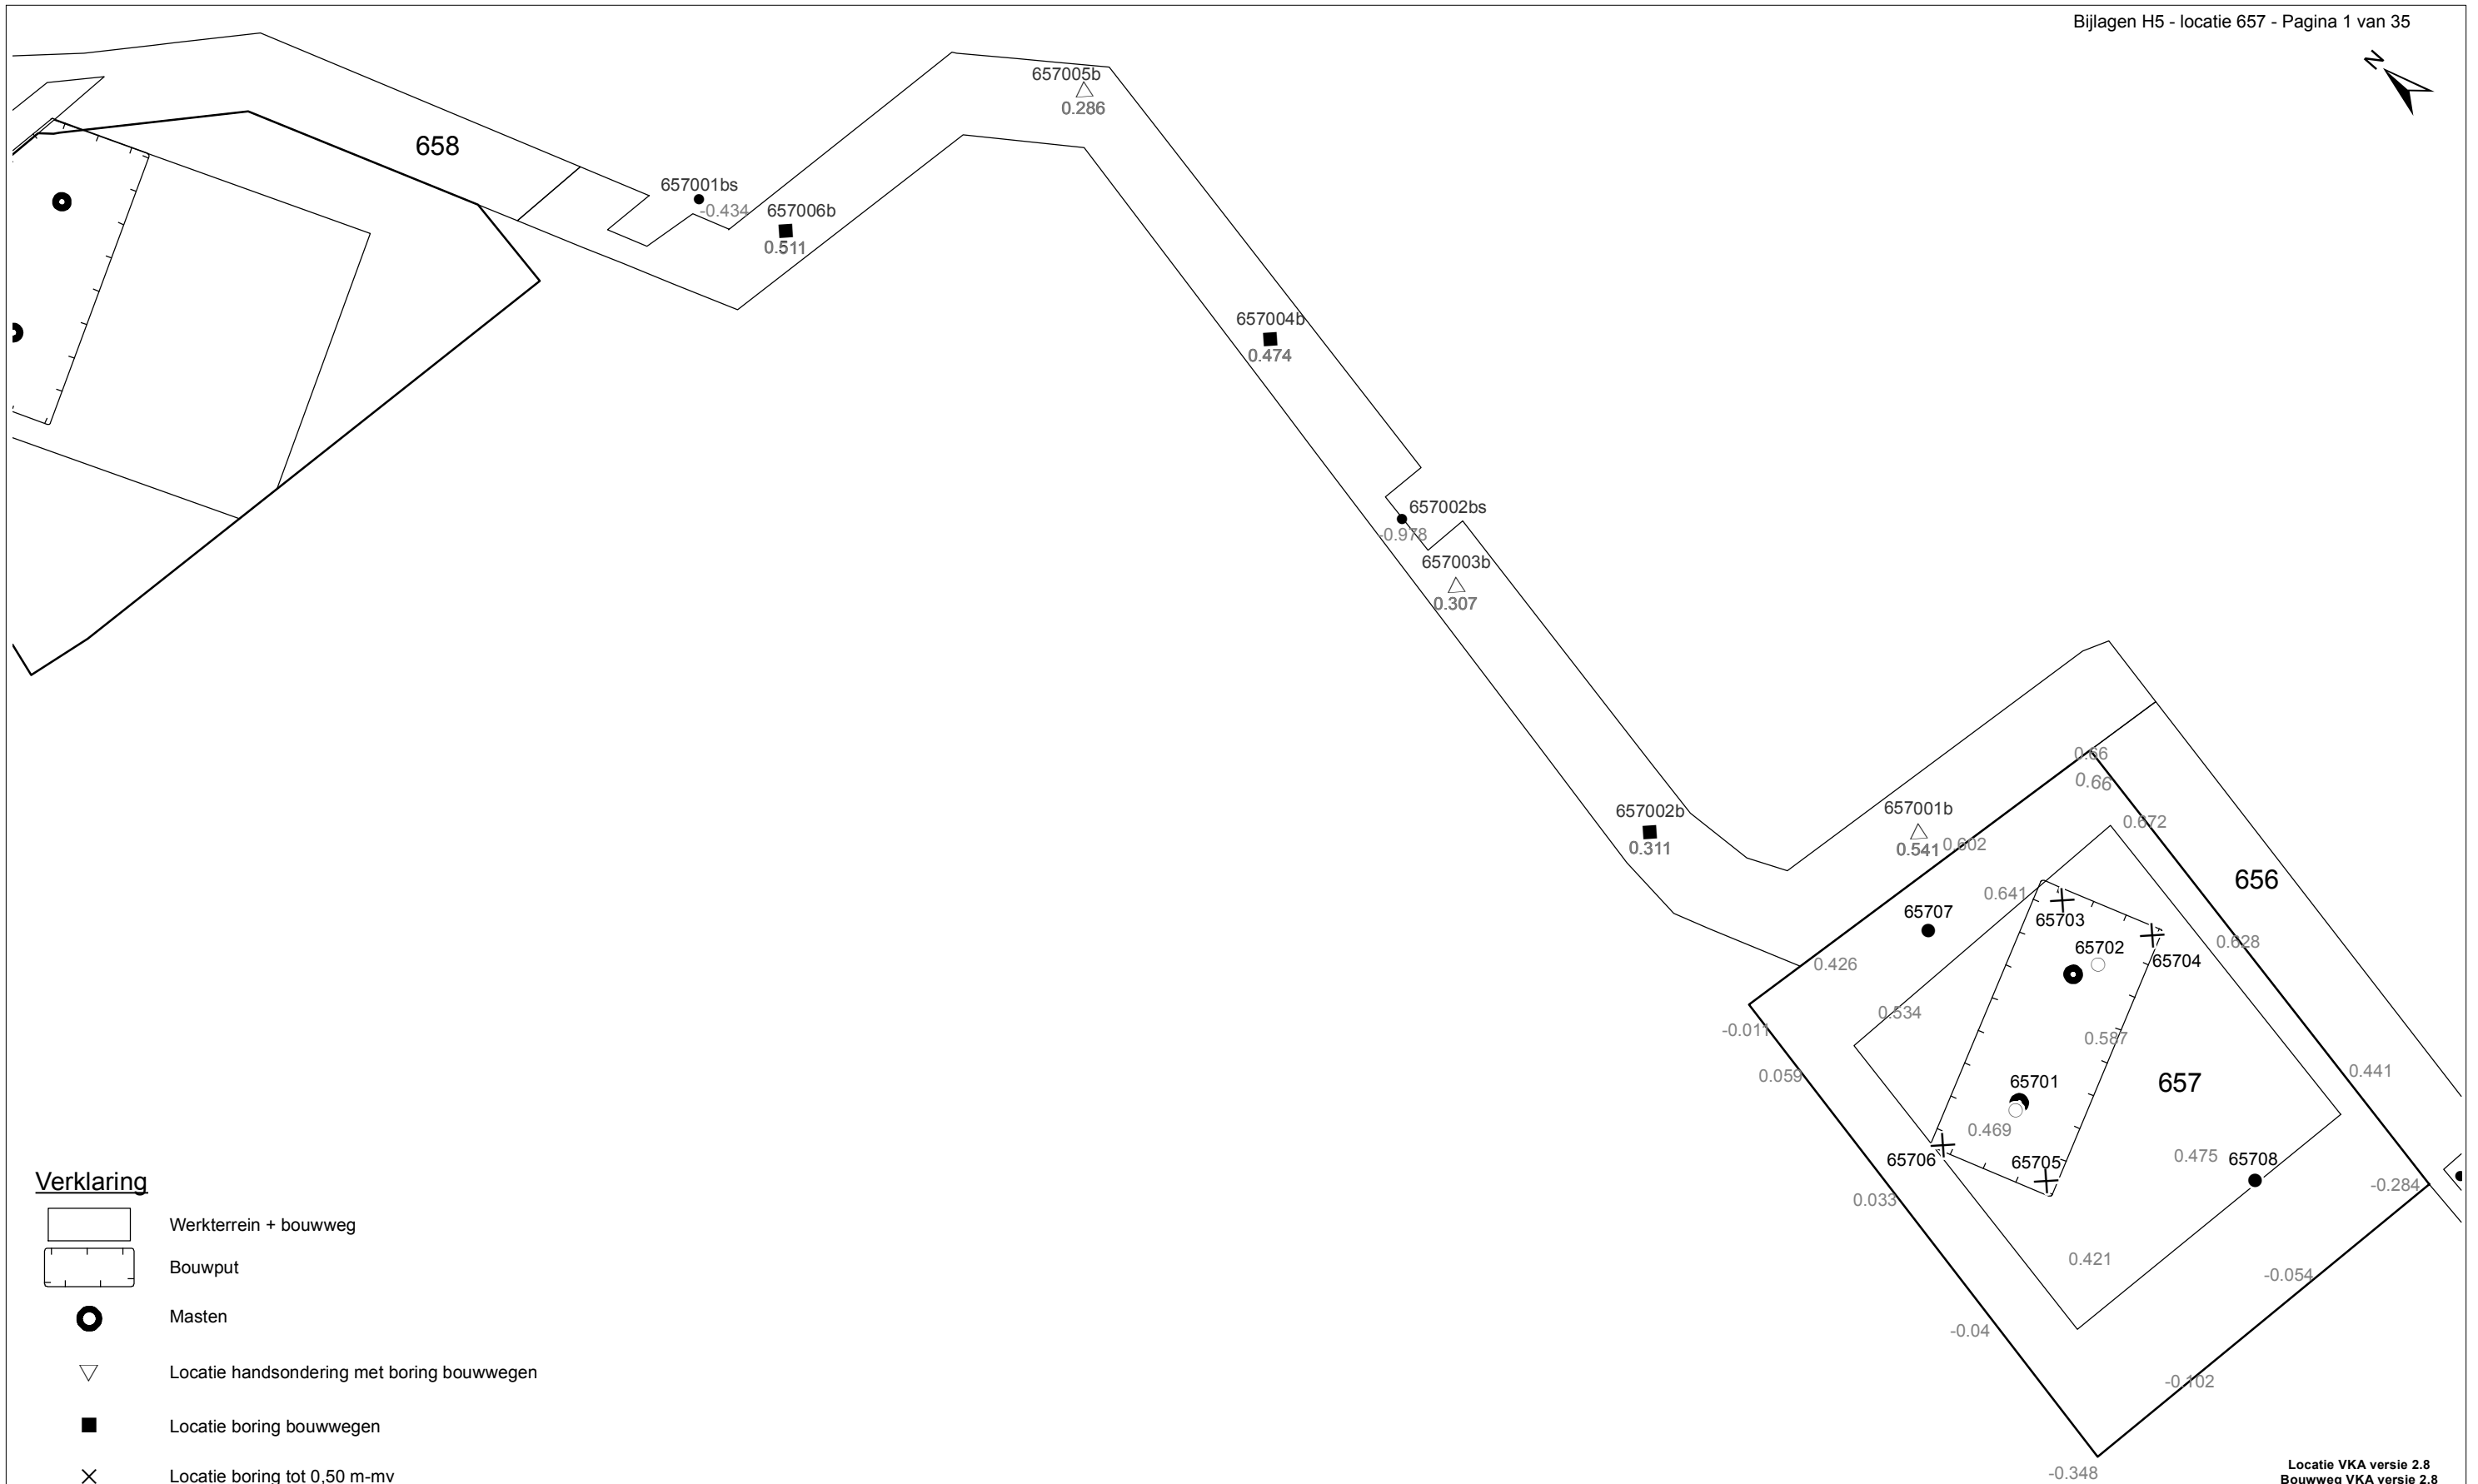 Bijlagen H5 - locatie 657 - Pagina 1 van 35
N
657005b
0.286
658
657001bs
-0.434
657006b
0.511
657004b
0.474
657002bs
-0.978
657003b
0.307
0.66
0.66
657002b
0.311
657001b
0.541
0.602
0.672
656
0.641
65707
65703
0.628
65702
65704
0.426
0.534
-0.011
0.587
0.059
0.441
65701
657
0.469
65706
65705
0.475
65708
-0.284
0.033
0.421
-0.054
-0.04
-0.102
-0.348
Verklaring
Werkterrein + bouwweg
Bouwput
Masten
Locatie handsondering met boring bouwwegen
Locatie boring bouwwegen
Locatie boring tot 0,50 m-mv
Locatie VKA versie 2.8
Bouwweg VKA versie 2.8